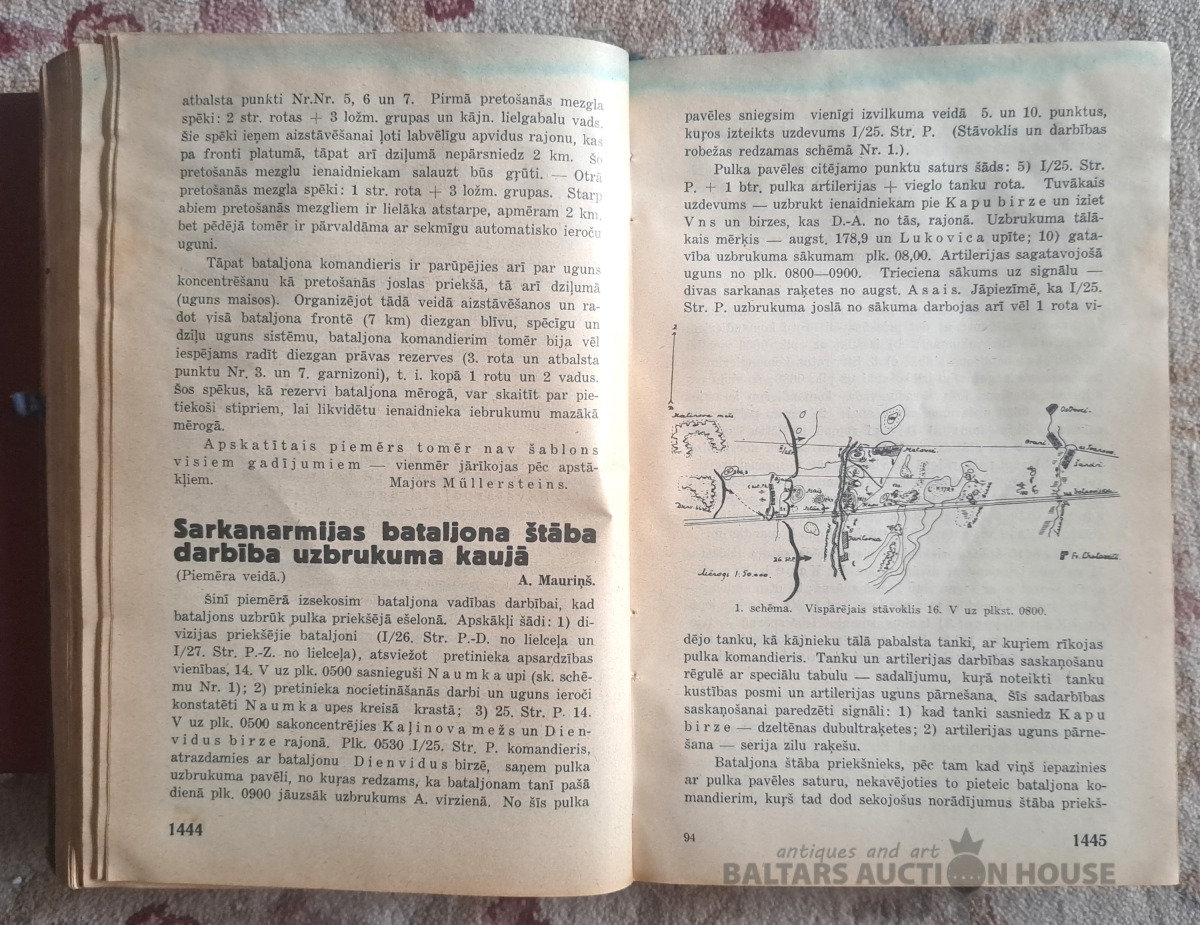 atbalsta punkti Nr.Nr. 5, 6 un 7. Pirmā pretošanās mezgla
spēki: 2 str. rotas + 3 ložm. grupas un kājn. lielgabalu vads.
Šie spēki ieņem aizstāvēšanai ļoti labvēlīgu apvidus rajonu, kas
pa fronti platumā, tāpat arī dziļumā nepārsniedz 2 km. Šo
pretošanās mezglu ienaidniekam salauzt būs gŗūti. — Otrā
pretošanās mezgla spēki: 1 str. rota + 3 ložm. grupas. Starp
abiem pretošanās mezgliem ir lielāka atstarpe, apmēram 2 km,
bet pēdējā tomēr ir pārvaldāma ar sekmīgu automatisko ieroču
uguni.
Tāpat bataljona komandieris ir parūpējies arī par uguns
koncentrēšanu kā pretošanās joslas priekšā, tā arī dziļumā
(uguns maisos). Organizējot tādā veidā aizstāvēšanos un ra-
dot visā bataljona frontē (7 km) diezgan blīvu, spēcīgu un
dziļu uguns sistēmu, bataljona komandierim tomēr bija vēl
iespējams radīt diezgan prāvas rezerves (3. rota un atbalsta
punktu Nr. 3. un 7. garnizoni), t. i. kopā 1 rotu un 2 vadus.
Šos spēkus, kā rezervi bataljona mērogā, var skaitīt par pie-
tiekoši stipriem, lai likvidētu ienaidnieka iebrukumu mazākā
mērogā.
Apskatītais piemērs tomēr nav šablons
visiem gadījumiem — vienmēr jārīkojas pēc apstā-
kļiem. Majors Müllersteins.
Sarkanarmijas bataljona štāba
darbība uzbrukuma kaujā
(Piemēra veidā.) A. Mauriņš.
Šinī piemērā izsekosim bataljona vadības darbībai, kad
bataljons uzbrūk pulka priekšējā ešelonā. Apskākļi šādi: 1) di-
vizijas priekšējie bataljoni (I/26. Str. P.-D. no lielceļa un
I/27. Str. P.-Z. no lielceļa), atsviežot pretinieka apsardzības
vienības, 14. V uz plk. 0500 sasnieguši Naumka upi (sk. schē-
mu Nr. 1); 2) pretinieka nocietināšanās darbi un uguns ieroči
konstatēti Naumka upes kreisā krastā; 3) 25. Str. P. 14.
V uz plk. 0500 sakoncentrējies Kaļinova mežs un Dien-
vidus birze rajonā. Plk. 0530 I/25. Str. P. komandieris,
atrazdamies ar bataljonu Dienvidus birzē, saņem pulka
uzbrukuma pavēli, no kuŗas redzams, ka bataljonam tanī pašā
dienā plk. 0900 jāuzsāk uzbrukums A. virzienā. No šīs pulka
1444
pavēles sniegsim vienīgi izvilkuma veidā 5. un 10. punktus,
kuŗos izteikts uzdevums I/25. Str. P. (Stāvoklis un darbības
robežas redzamas schēmā Nr. 1.).
Pulka pavēles citējamo punktu saturs šāds: 5) I/25. Str.
P. + 1 btr. pulka artilerijas + vieglo tanku rota. Tuvākais
uzdevums — uzbrukt ienaidniekam pie Kapu birze un iziet
Vns un birzes, kas D.-A. no tās, rajonā. Uzbrukuma tālā-
kais mērķis — augst. 178,9 un Lukovica upīte; 10) gata-
vība uzbrukuma sākumam plk. 08,00. Artilerijas sagatavojošā
uguns no plk. 0800—0900. Trieciena sākums uz signālu —
divas sarkanas raķetes no augst. Asais. Jāpiezīmē, ka I/25.
Str. P. uzbrukuma joslā no sākuma darbojas arī vēl 1 rota vi-
Mērogi 1:50.000.
1. schēma. Vispārējais stāvoklis 16. V uz plkst. 0800.
dējo tanku, kā kājnieku tālā pabalsta tanki, ar kuŗiem rīkojas
pulka komandieris. Tanku un artilerijas darbības saskaņošanu
rēgulē ar speciālu tabulu — sadalījumu, kuŗā noteikti tanku
kustības posmi un artilerijas uguns pārnešana. Šīs sadarbības
saskaņošanai paredzēti signāli: 1) kad tanki sasniedz Kapu
birze — dzeltēnas dubultraķetes; 2) artilerijas uguns pārne-
šana — serija zilu raķešu.
Bataljona štāba priekšnieks, pēc tam kad viņš iepazinies
ar pulka pavēles saturu, nekavējoties to pieteic bataljona ko-
mandierim, kuŗš tad dod sekojošus norādījumus štāba priekš-
94 1445
antiques and art
BALTARS AUCTION HOUSE